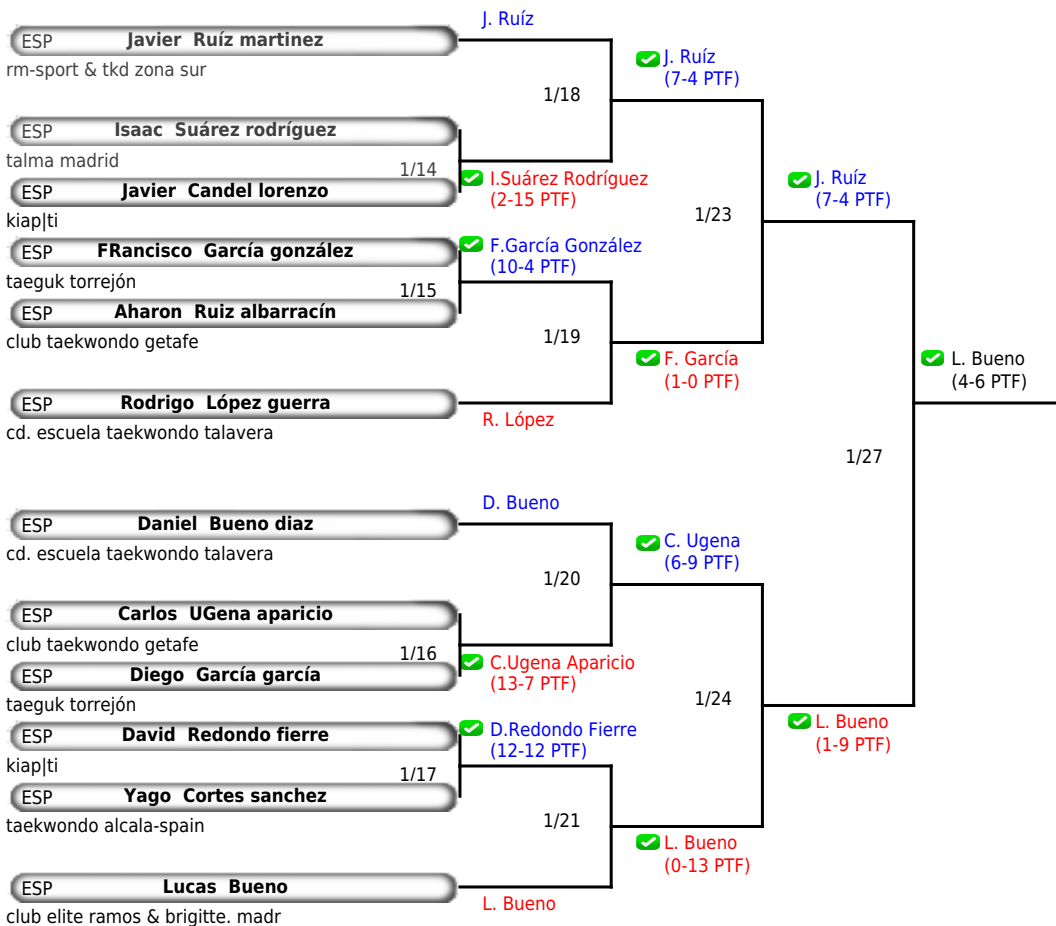 J. Ruíz
ESP Javier Ruíz martinez
rm-sport & tkd zona sur
J. Ruíz
(7-4 PTF)
1/18
ESP Isaac Suárez rodríguez
talma madrid
1/14
ESP Javier Candel lorenzo
kiap|ti
I.Suárez Rodríguez
(2-15 PTF)
J. Ruíz
(7-4 PTF)
1/23
ESP FRancisco García gonzález
taeguk torrejón
F.García González
(10-4 PTF)
1/15
ESP Aharon Ruiz albarracín
club taekwondo getafe
1/19
F. García
(1-0 PTF)
L. Bueno
(4-6 PTF)
ESP Rodrigo López guerra
cd. escuela taekwondo talavera
R. López
1/27
D. Bueno
ESP Daniel Bueno diaz
cd. escuela taekwondo talavera
C. Ugena
(6-9 PTF)
1/20
ESP Carlos UGena aparicio
club taekwondo getafe
1/16
ESP Diego García garcía
taeguk torrejón
C.Ugena Aparicio
(13-7 PTF)
1/24
L. Bueno
(1-9 PTF)
ESP David Redondo fierre
kiap|ti
D.Redondo Fierre
(12-12 PTF)
1/17
ESP Yago Cortes sanchez
taekwondo alcala-spain
1/21
L. Bueno
(0-13 PTF)
ESP Lucas Bueno
club elite ramos & brigitte. madr
L. Bueno